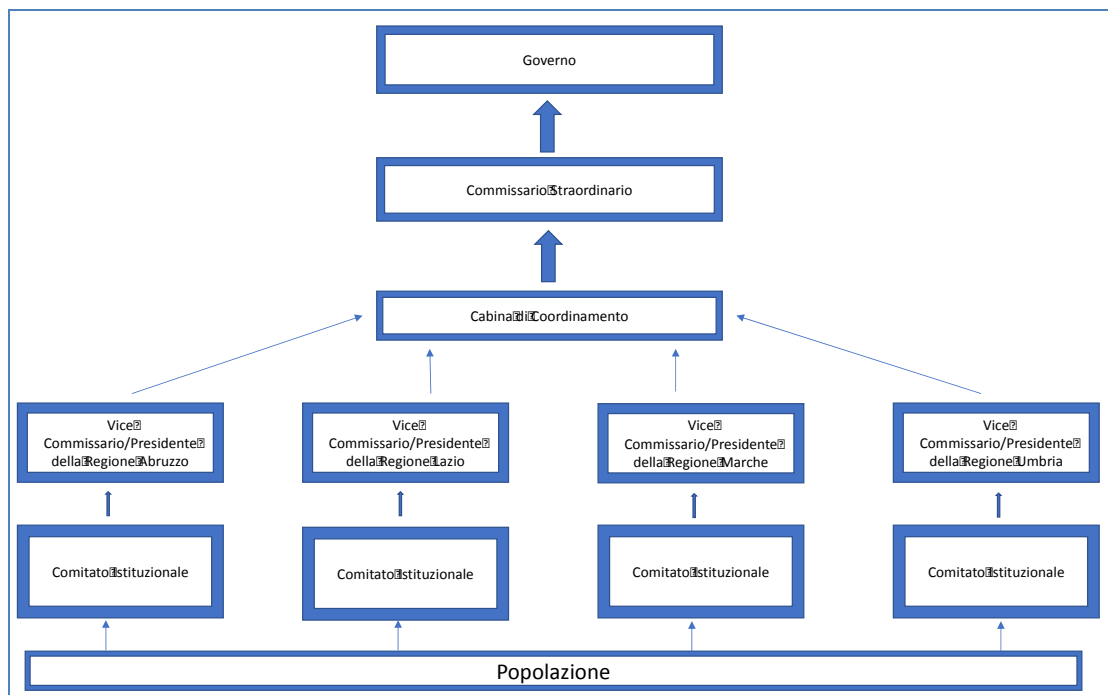 Governo
Commissario Straordinario
Cabina di Coordinamento
Vice
Commissario/Presidente
della Regione Abruzzo
Vice
Commissario/Presidente
della Regione Lazio
Vice
Commissario/Presidente
della Regione Marche
Vice
Commissario/Presidente
della Regione Umbria
Comitato Istituzionale
Comitato Istituzionale
Comitato Istituzionale
Comitato Istituzionale
Popolazione